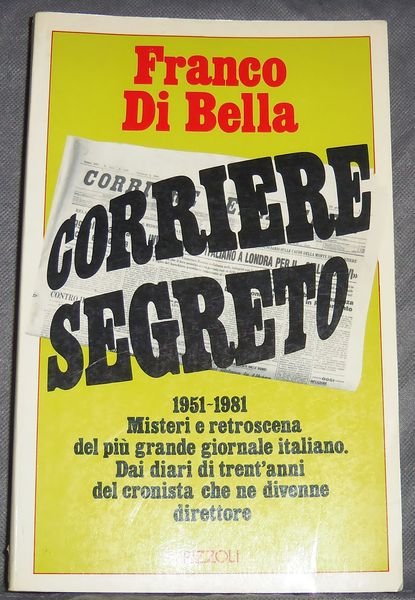 Franco
Di Bella
CORRIERE
SEGRETO
1951-1981
Misteri e retroscena
del più grande giornale italiano.
Dai diari di trent'anni
del cronista che ne divenne
direttore
RIZZOLI